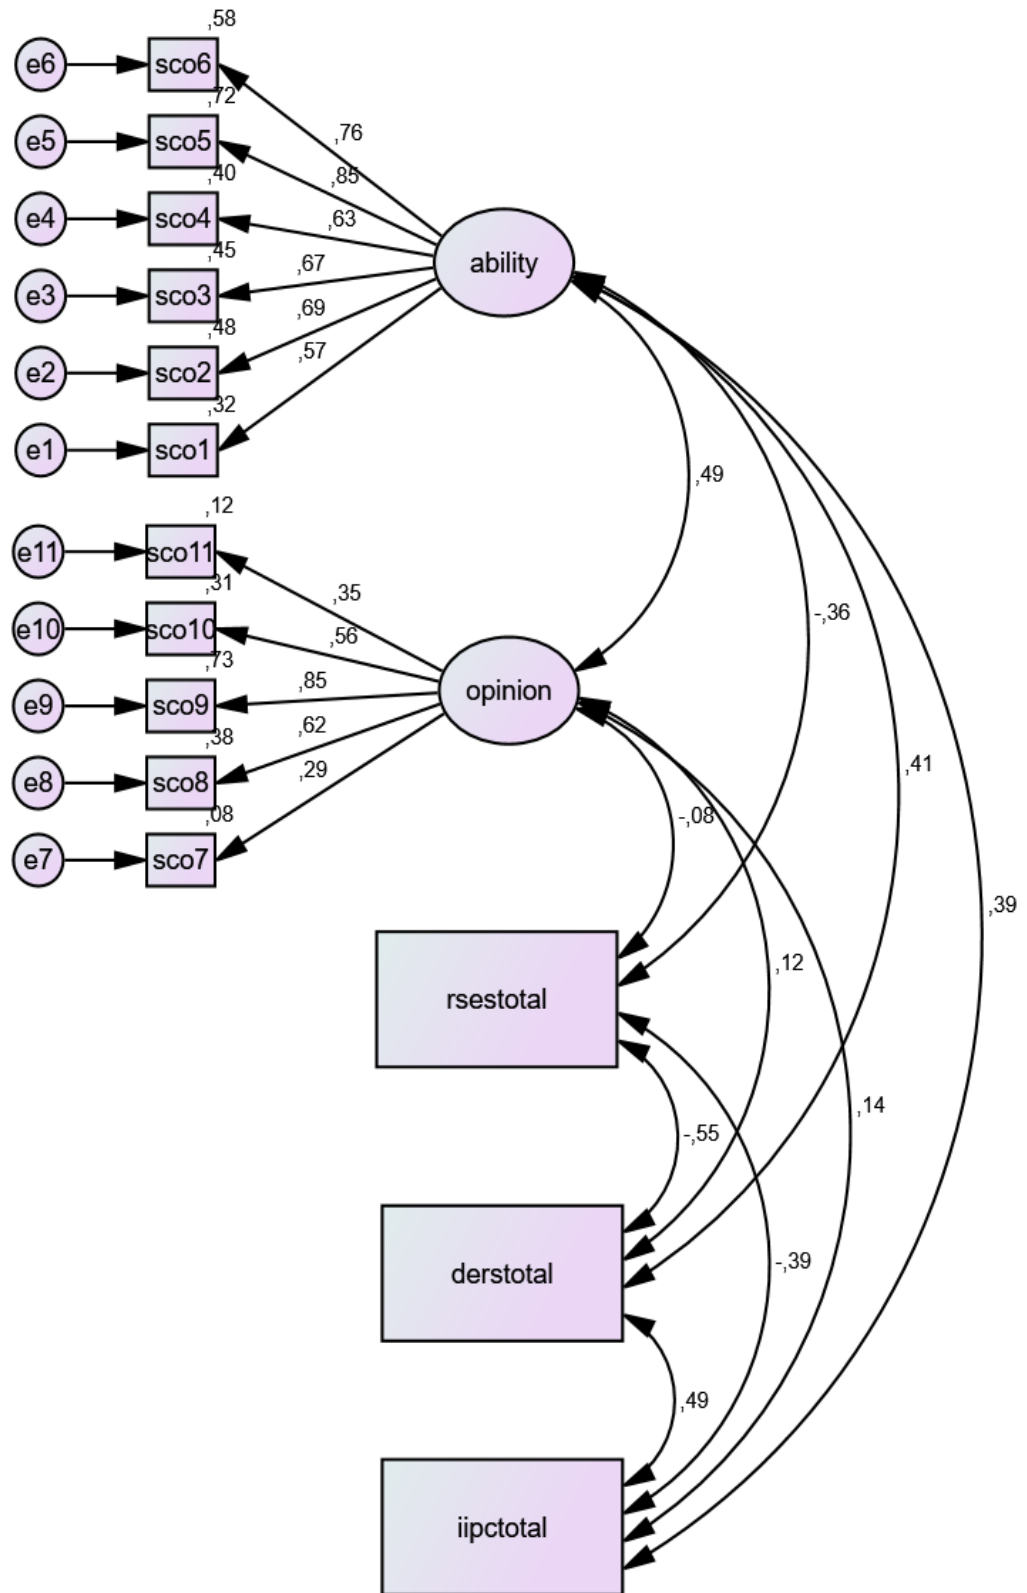 ,58
e6 sco6
,72
,76
e5 sco5
,40
,85
e4 sco4
,63
,45
ability
,67
e3 sco3
,69
,48
,57
e2 sco2
,32
e1 sco1
,49
,12
e11 sco11
,31
,35
-,36
e10 sco10
,56
,73
,85
opinion
e9 sco9
,62
,38
,41
,29
e8 sco8
,08
-,08
e7 sco7
,39
,12
rsestotal
,14
-,55
-,39
derstotal
,49
iipctotal